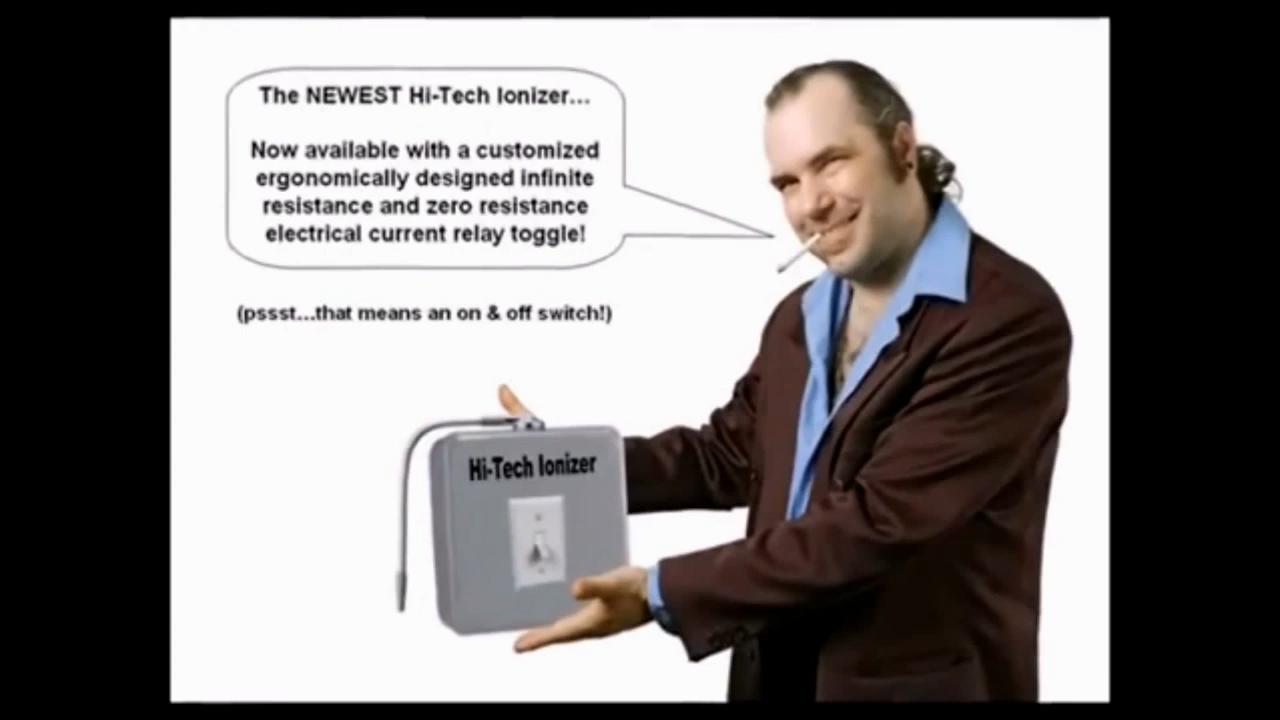 The NEWEST Hi-Tech Ionizer...
Now available with a customized
ergonomically designed infinite
resistance and zero resistance
electrical current relay toggle!
(pssst...that means an on & off switch!)
Hi-Tech Ionizer